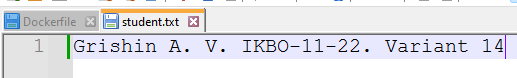 Dockerfile student.txt
1 Grishin A. V. IKBO-11-22. Variant 14